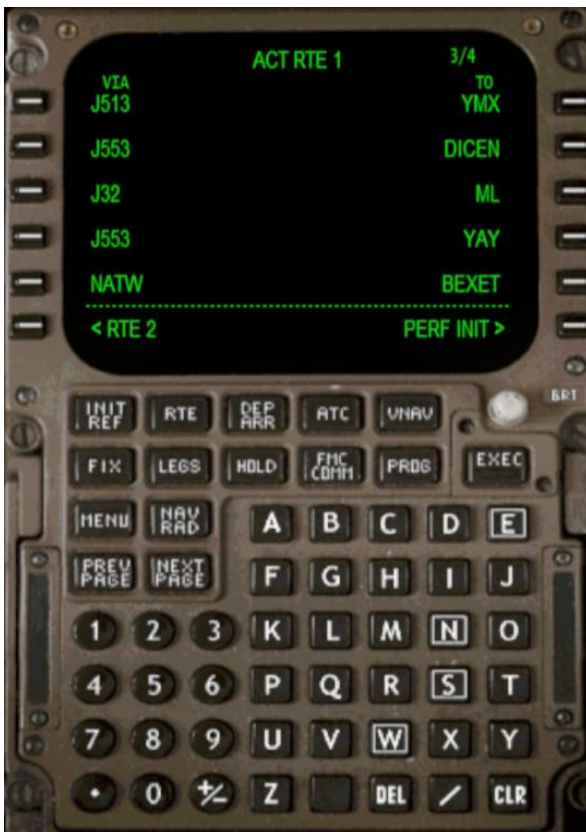 ACT RTE 1 3/4
VIA TO
J513 YMX
J553 DICEN
J32 ML
J553 YAY
NATW BEXET
< RTE 2 PERF INIT >
BRT
INIT REF RTE DEP ARR ATC VNAV
FIX LEGS HOLD FMC COMM PROG EXEC
MENU NAV RAD A B C D E
PREV PAGE NEXT PAGE F G H I J
1 2 3 K L M N O
4 5 6 P Q R S T
7 8 9 U V W X Y
. 0 +/- Z DEL / CLR